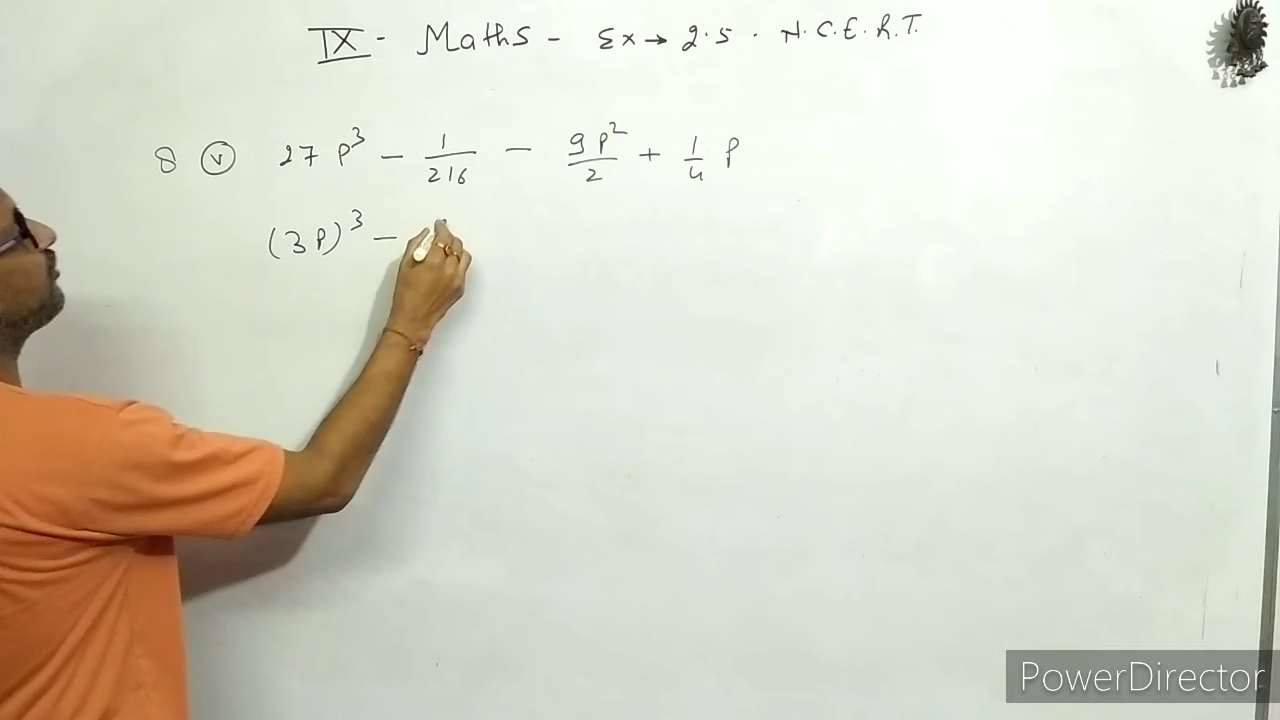 IX - Maths - Ex → 2.5 . N.C.E.R.T.
8 (v) 27 P³ - 1/216 - 9P²/2 + 1/4 P
(3P)³ -
PowerDirector